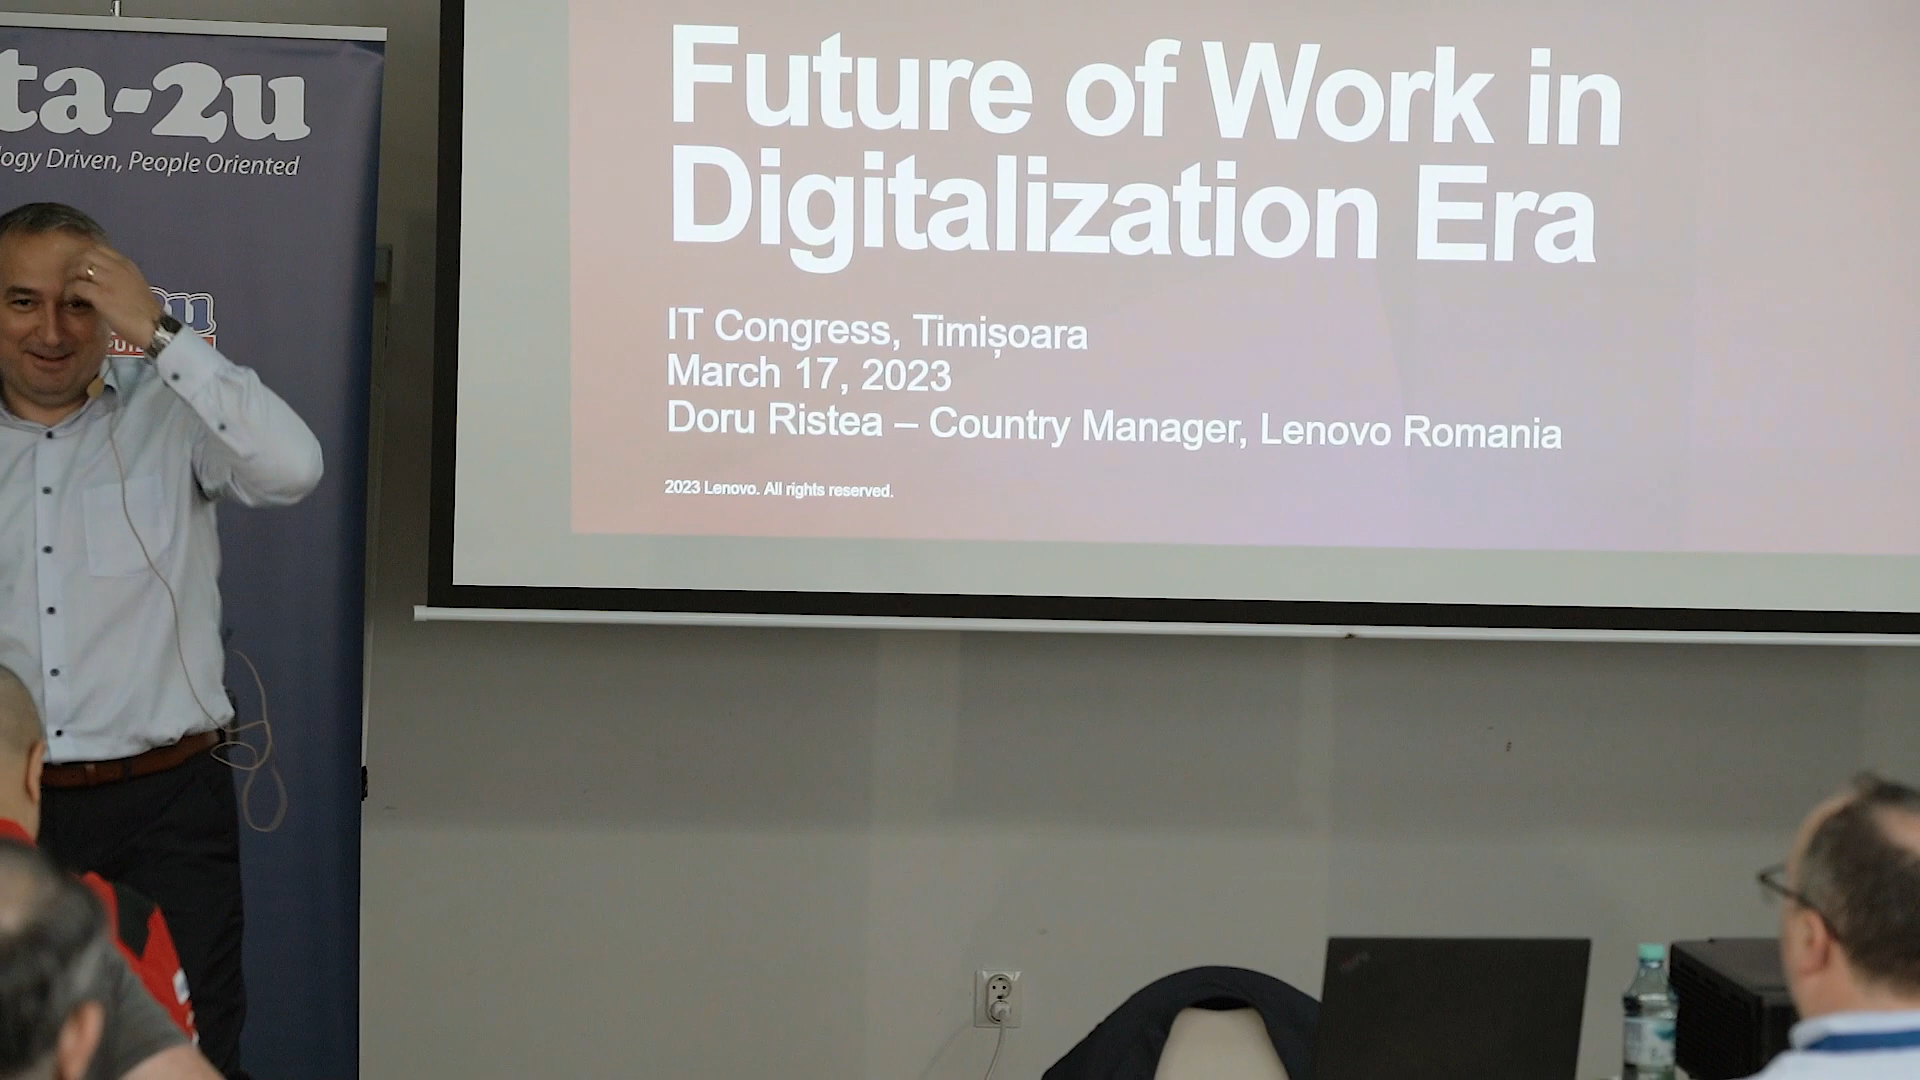 ta-2u
logy Driven, People Oriented
Future of Work in
Digitalization Era
IT Congress, Timișoara
March 17, 2023
Doru Ristea – Country Manager, Lenovo Romania
2023 Lenovo. All rights reserved.